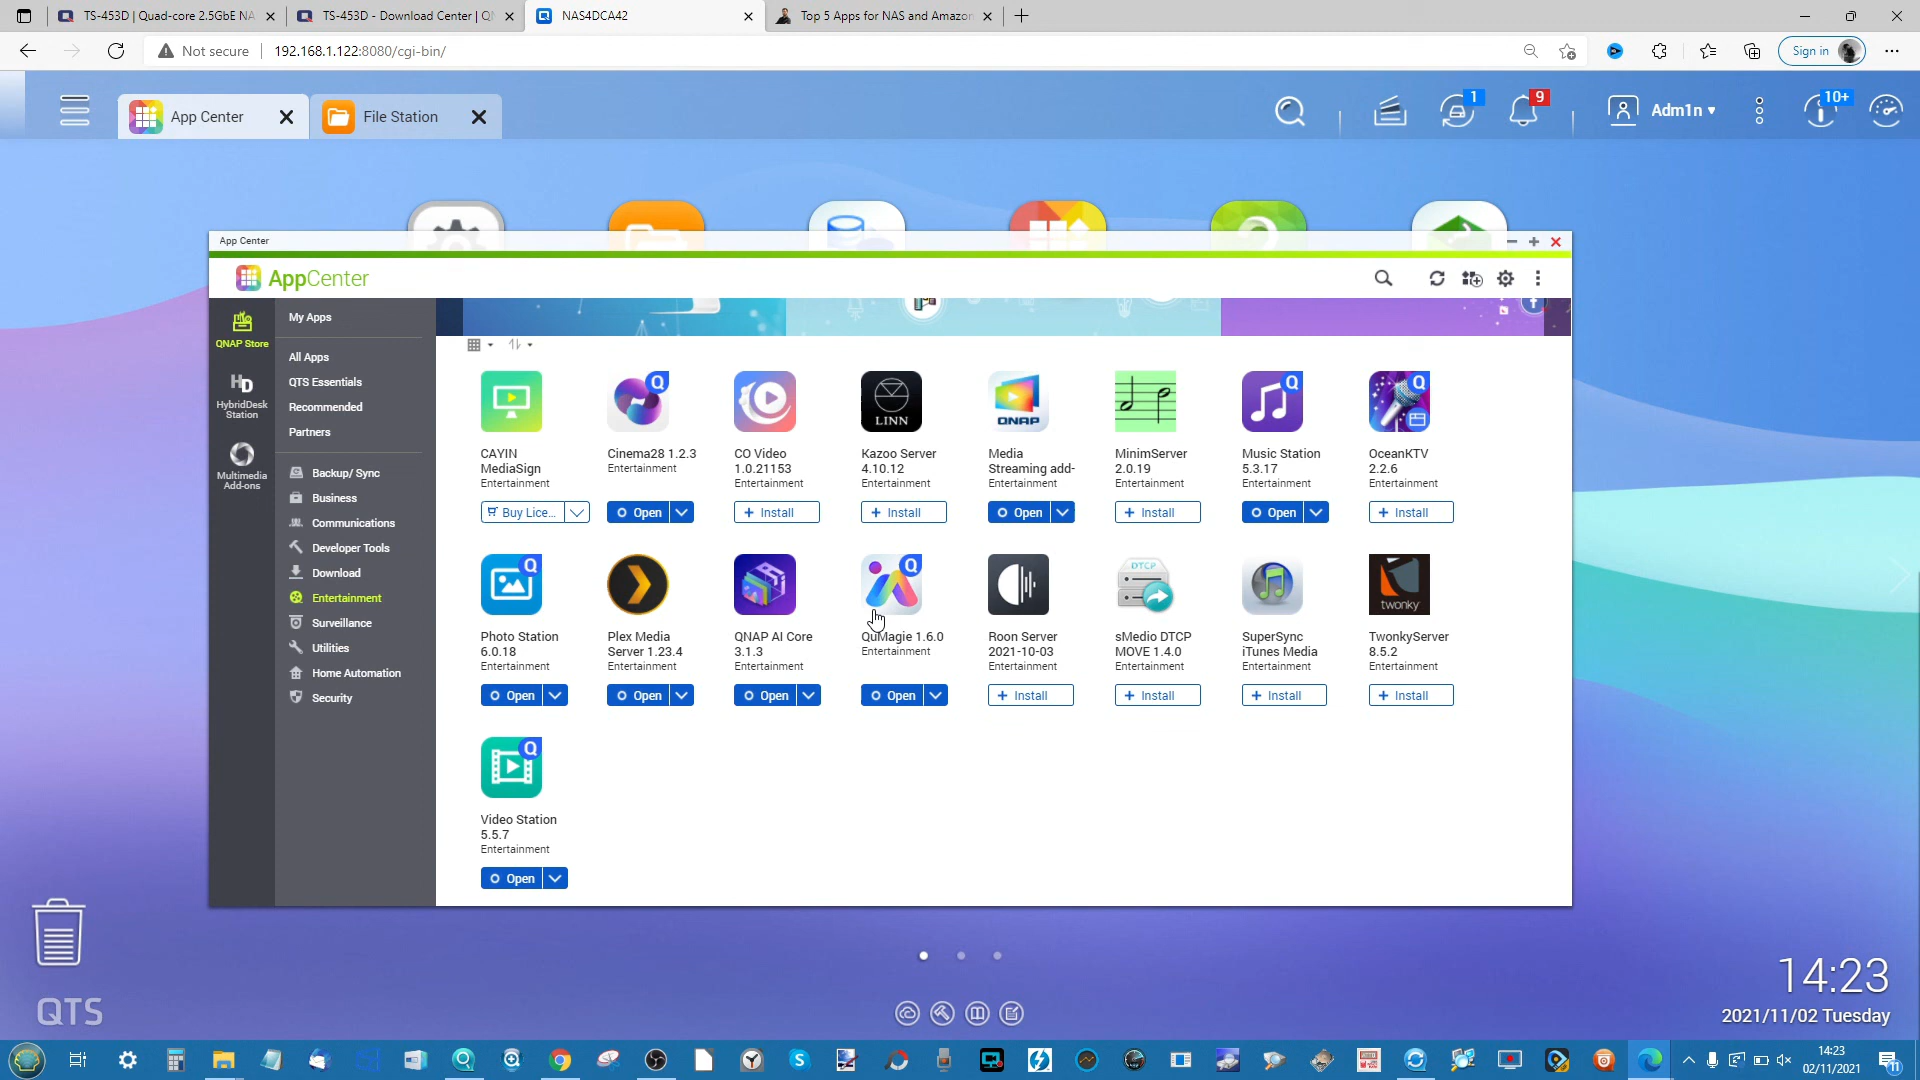 TS-453D | Quad-core 2.5GbE NA
TS-453D - Download Center | Q
NAS4DCA42
Top 5 Apps for NAS and Amazon
Not secure
192.168.1.122:8080/cgi-bin/
Sign in
App Center
File Station
1
9
Adm1n
10+
App Center
AppCenter
QNAP Store
HD
HybridDesk
Station
Multimedia
Add-ons
My Apps
All Apps
QTS Essentials
Recommended
Partners
Backup/ Sync
Business
Communications
Developer Tools
Download
Entertainment
Surveillance
Utilities
Home Automation
Security
LINN
QNAP
CAYIN
MediaSign
Entertainment
Buy Lice...
Cinema28 1.2.3
Entertainment
Open
CO Video
1.0.21153
Entertainment
+ Install
Kazoo Server
4.10.12
Entertainment
+ Install
Media
Streaming add-
Entertainment
Open
MinimServer
2.0.19
Entertainment
+ Install
Music Station
5.3.17
Entertainment
Open
OceanKTV
2.2.6
Entertainment
+ Install
DTCP
twonky
Photo Station
6.0.18
Entertainment
Open
Plex Media
Server 1.23.4
Entertainment
Open
QNAP AI Core
3.1.3
Entertainment
Open
QuMagie 1.6.0
Entertainment
Open
Roon Server
2021-10-03
Entertainment
+ Install
sMedio DTCP
MOVE 1.4.0
Entertainment
+ Install
SuperSync
iTunes Media
Entertainment
+ Install
TwonkyServer
8.5.2
Entertainment
+ Install
Video Station
5.5.7
Entertainment
Open
QTS
14:23
2021/11/02 Tuesday
14:23
02/11/2021
11